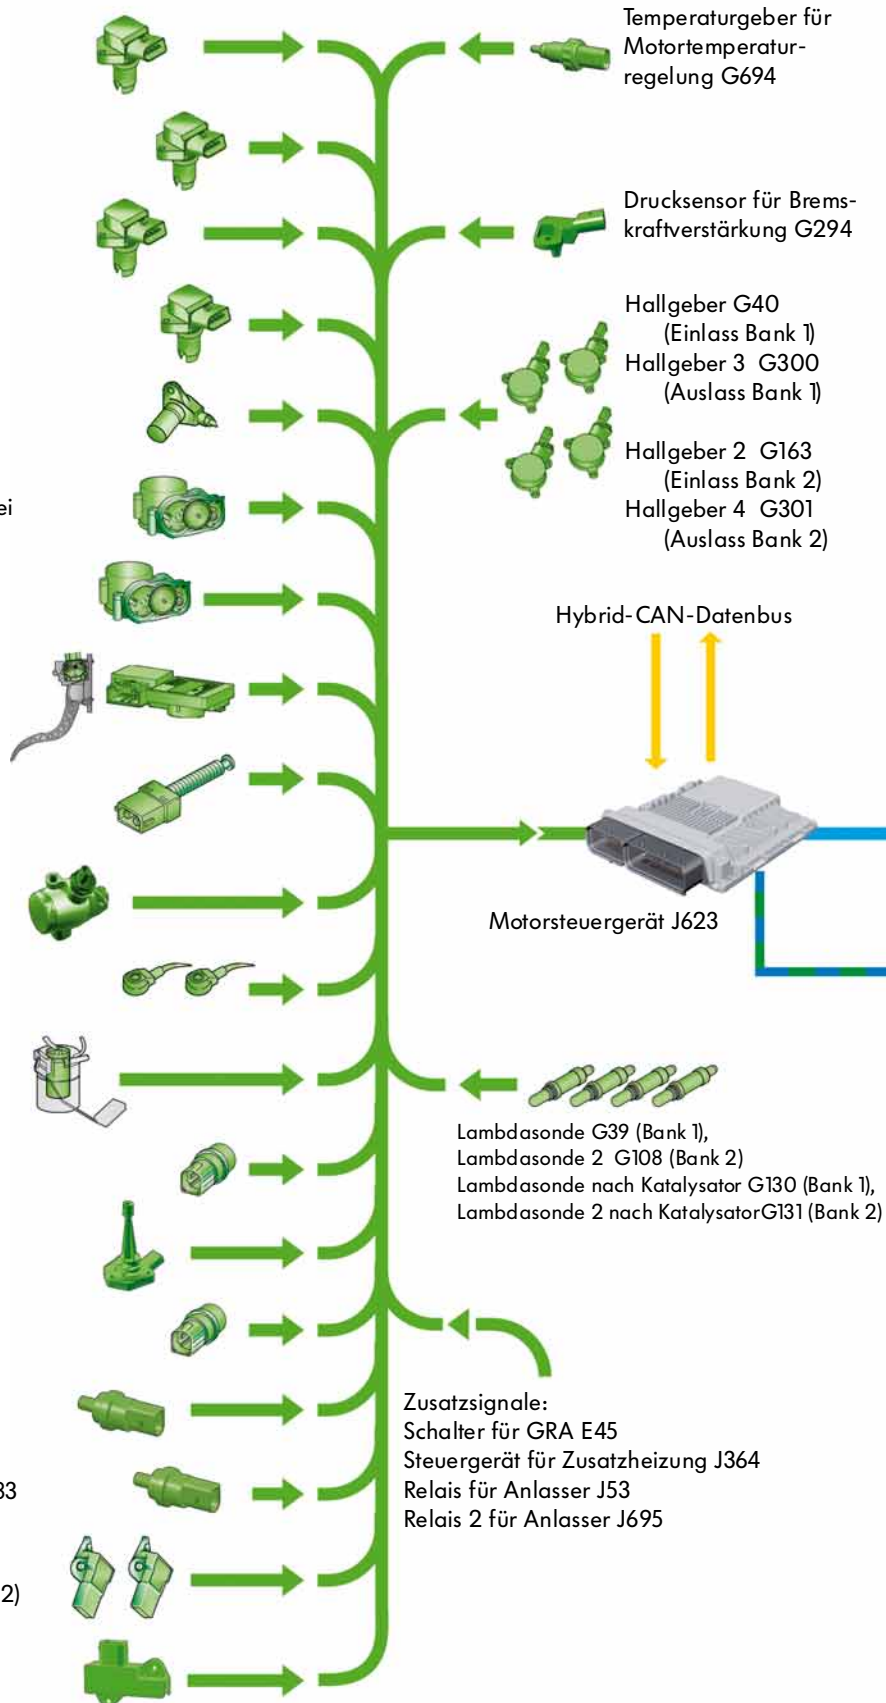 Temperaturgeber für
Motortemperatur-
regelung G694
Drucksensor für Brems-
kraftverstärkung G294
Hallgeber G40
(Einlass Bank 1)
Hallgeber 3 G300
(Auslass Bank 1)
Hallgeber 2 G163
(Einlass Bank 2)
Hallgeber 4 G301
(Auslass Bank 2)
ei
Hybrid-CAN-Datenbus
Motorsteuergerät J623
Lambdasonde G39 (Bank 1),
Lambdasonde 2 G108 (Bank 2)
Lambdasonde nach Katalysator G130 (Bank 1),
Lambdasonde 2 nach KatalysatorG131 (Bank 2)
Zusatzsignale:
Schalter für GRA E45
Steuergerät für Zusatzheizung J364
Relais für Anlasser J53
Relais 2 für Anlasser J695
33
2)